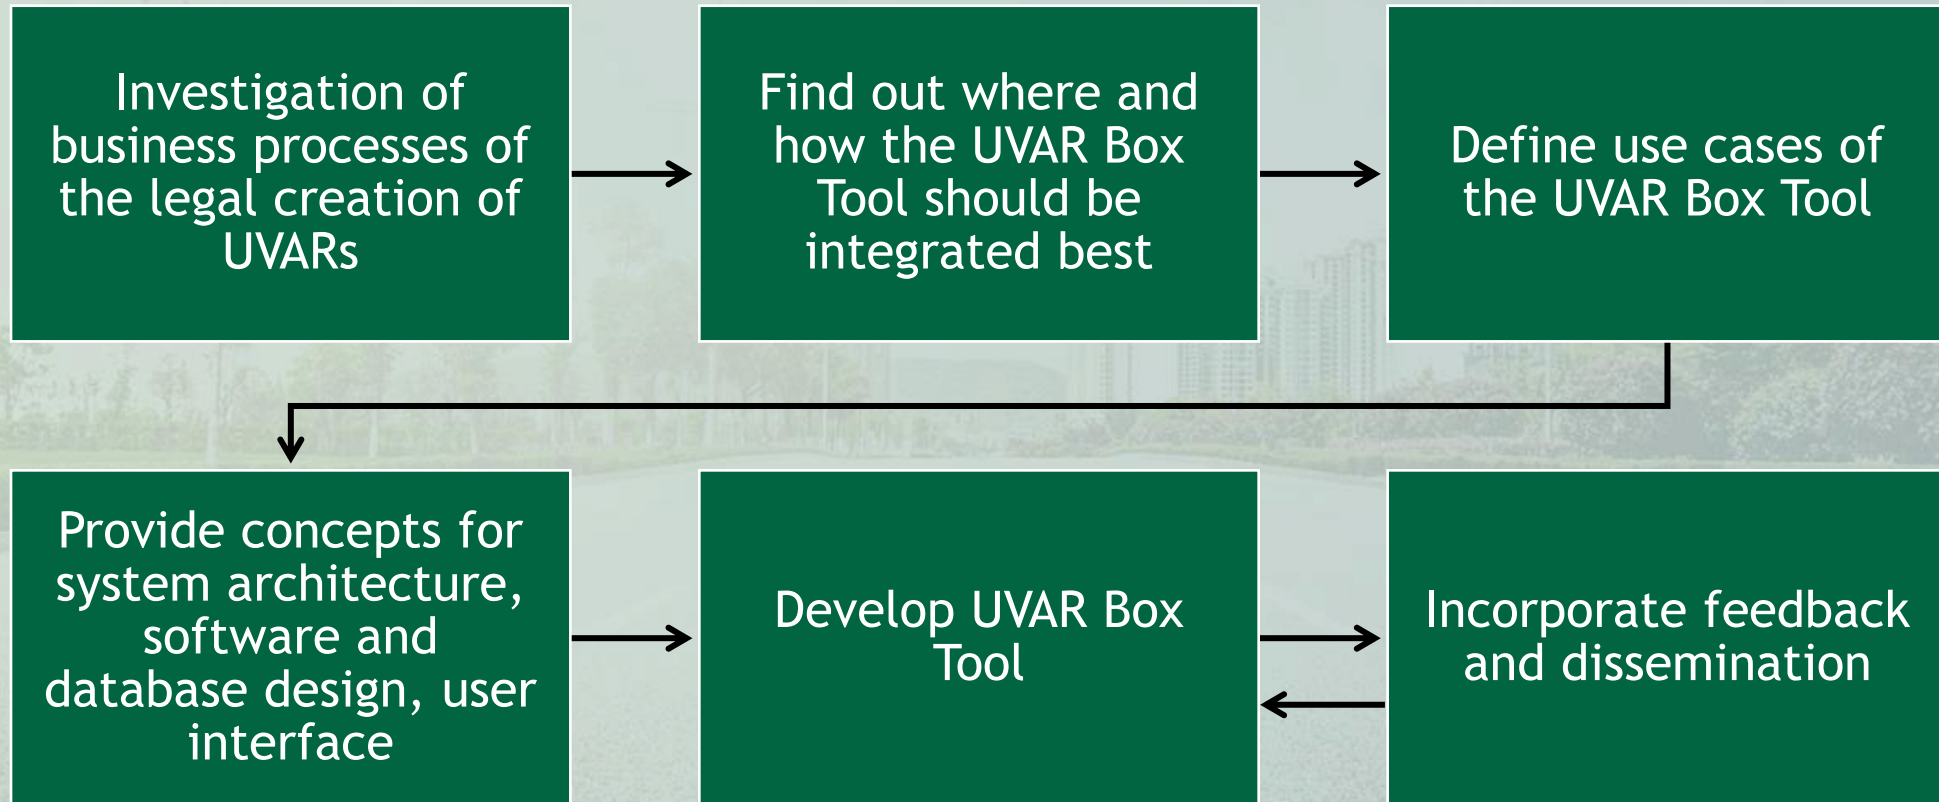 Investigation of
business processes of
the legal creation of
UVARs
Find out where and
how the UVAR Box
Tool should be
integrated best
Define use cases of
the UVAR Box Tool
Provide concepts for
system architecture,
software and
database design, user
interface
Develop UVAR Box
Tool
Incorporate feedback
and dissemination